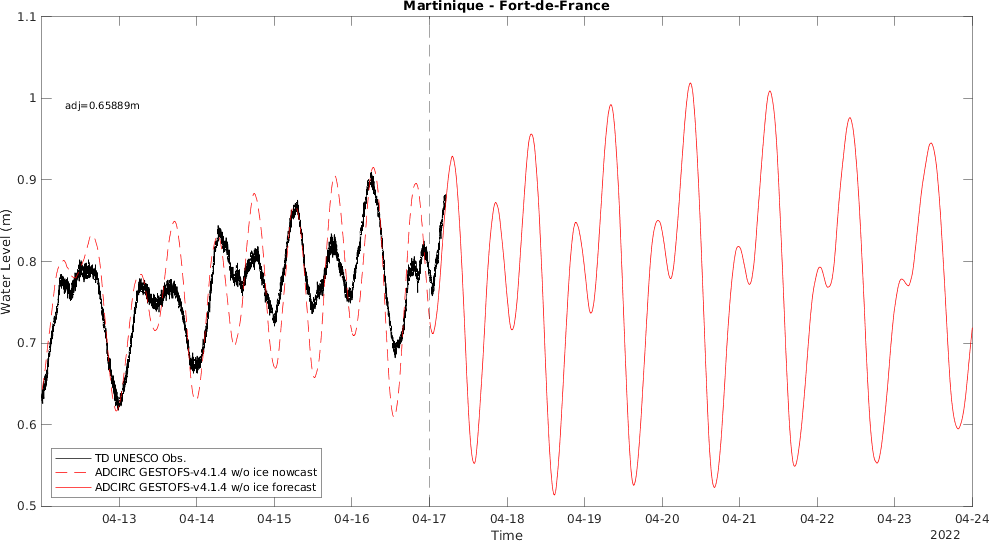 Martinique - Fort-de-France
1.1
1
0.9
0.8
0.7
0.6
0.5
Water Level (m)
adj=0.65889m
TD UNESCO Obs.
ADCIRC GESTOFS-v4.1.4 w/o ice nowcast
ADCIRC GESTOFS-v4.1.4 w/o ice forecast
04-13 04-14 04-15 04-16 04-17 04-18 04-19 04-20 04-21 04-22 04-23 04-24
Time
2022